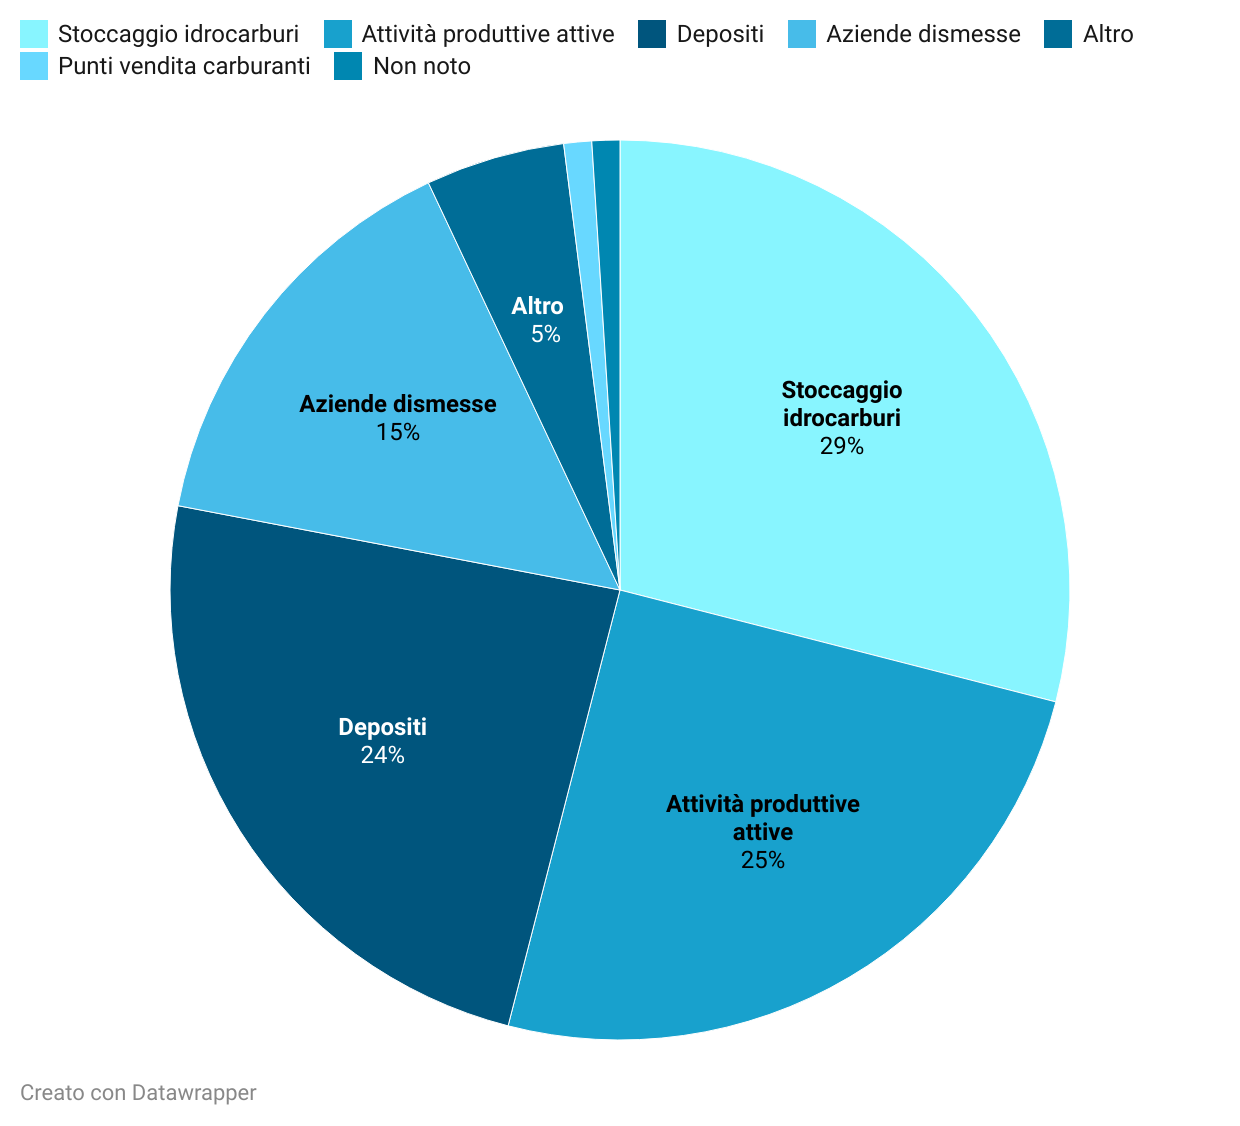 Stoccaggio idrocarburi Attività produttive attive Depositi Aziende dismesse Altro
Punti vendita carburanti Non noto
Altro
5%
Stoccaggio
idrocarburi
29%
Aziende dismesse
15%
Depositi
24%
Attività produttive
attive
25%
Creato con Datawrapper